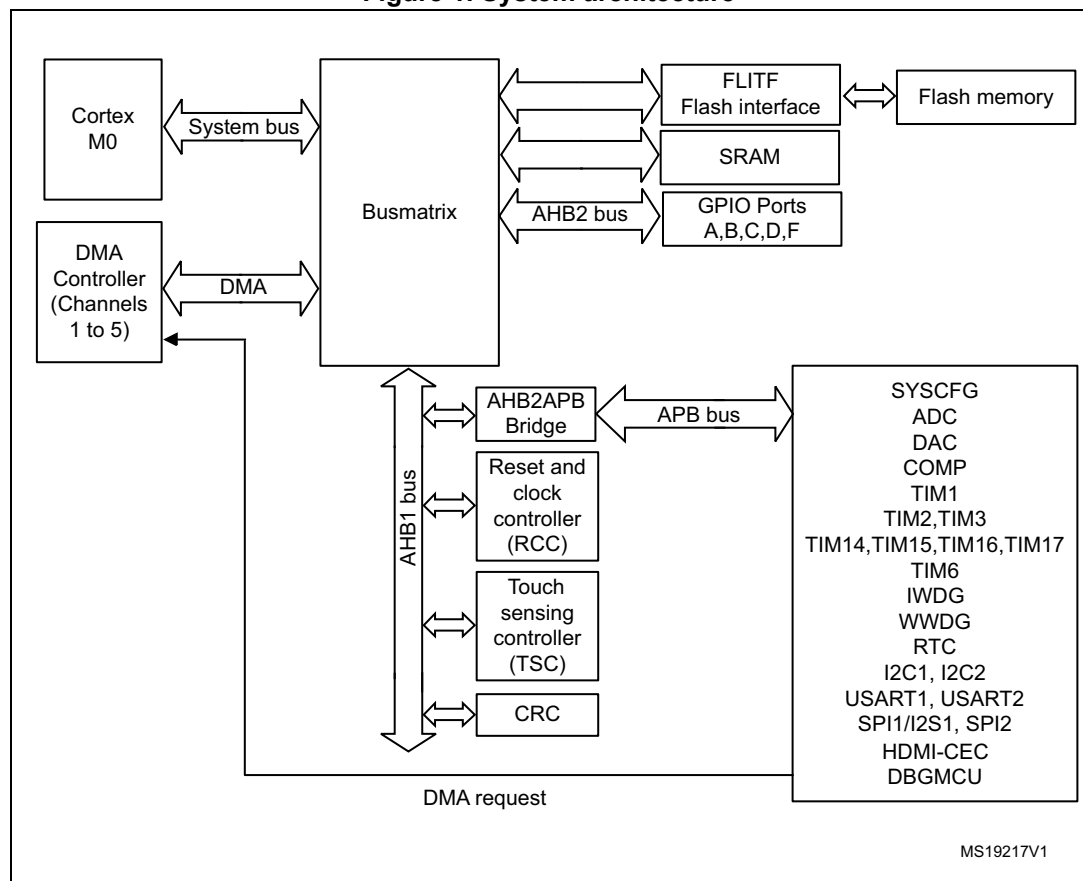 Figure 1. System architecture
Cortex
M0
System bus
Busmatrix
FLITF
Flash interface
Flash memory
SRAM
AHB2 bus
GPIO Ports
A,B,C,D,F
DMA
Controller
(Channels
1 to 5)
DMA
AHB1 bus
AHB2APB
Bridge
APB bus
Reset and
clock
controller
(RCC)
Touch
sensing
controller
(TSC)
CRC
SYSCFG
ADC
DAC
COMP
TIM1
TIM2,TIM3
TIM14,TIM15,TIM16,TIM17
TIM6
IWDG
WWDG
RTC
I2C1, I2C2
USART1, USART2
SPI1/I2S1, SPI2
HDMI-CEC
DBGMCU
DMA request
MS19217V1